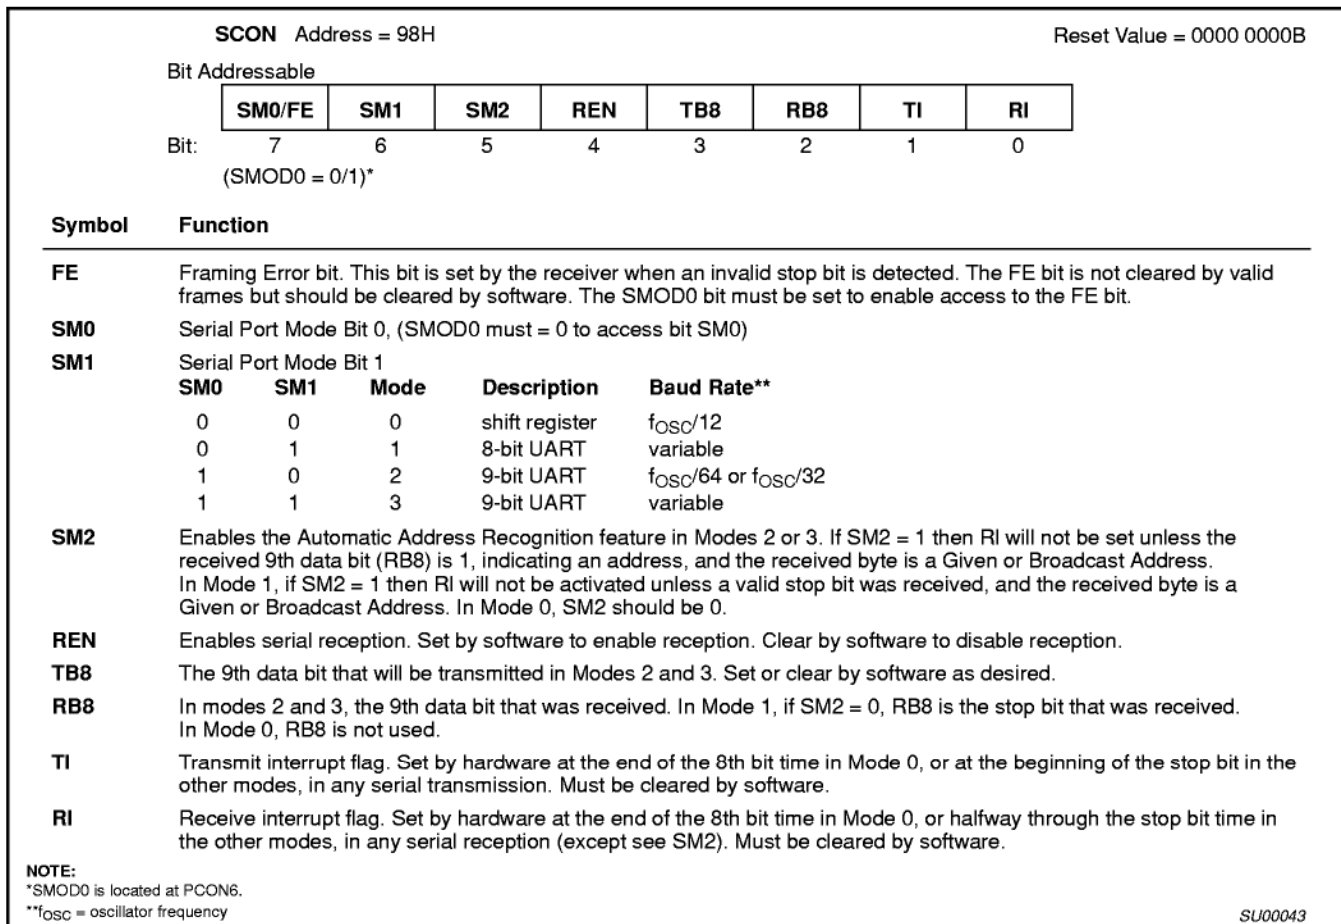 SCON Address = 98H Reset Value = 0000 0000B
Bit Addressable
SM0/FE SM1 SM2 REN TB8 RB8 TI RI
Bit: 7 6 5 4 3 2 1 0
(SMOD0 = 0/1)*
Symbol Function
FE Framing Error bit. This bit is set by the receiver when an invalid stop bit is detected. The FE bit is not cleared by valid
frames but should be cleared by software. The SMOD0 bit must be set to enable access to the FE bit.
SM0 Serial Port Mode Bit 0, (SMOD0 must = 0 to access bit SM0)
SM1 Serial Port Mode Bit 1
SM0 SM1 Mode Description Baud Rate**
0 0 0 shift register fOSC/12
0 1 1 8-bit UART variable
1 0 2 9-bit UART fOSC/64 or fOSC/32
1 1 3 9-bit UART variable
SM2 Enables the Automatic Address Recognition feature in Modes 2 or 3. If SM2 = 1 then RI will not be set unless the
received 9th data bit (RB8) is 1, indicating an address, and the received byte is a Given or Broadcast Address.
In Mode 1, if SM2 = 1 then RI will not be activated unless a valid stop bit was received, and the received byte is a
Given or Broadcast Address. In Mode 0, SM2 should be 0.
REN Enables serial reception. Set by software to enable reception. Clear by software to disable reception.
TB8 The 9th data bit that will be transmitted in Modes 2 and 3. Set or clear by software as desired.
RB8 In modes 2 and 3, the 9th data bit that was received. In Mode 1, if SM2 = 0, RB8 is the stop bit that was received.
In Mode 0, RB8 is not used.
TI Transmit interrupt flag. Set by hardware at the end of the 8th bit time in Mode 0, or at the beginning of the stop bit in the
other modes, in any serial transmission. Must be cleared by software.
RI Receive interrupt flag. Set by hardware at the end of the 8th bit time in Mode 0, or halfway through the stop bit time in
the other modes, in any serial reception (except see SM2). Must be cleared by software.
NOTE:
*SMOD0 is located at PCON6.
**fOSC = oscillator frequency SU00043